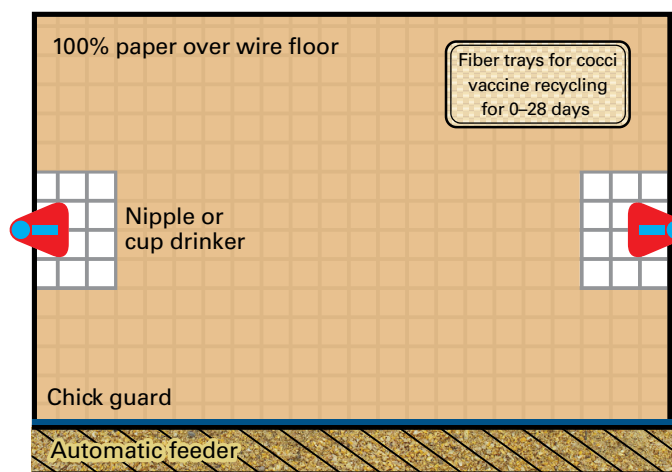 100% paper over wire floor
Fiber trays for cocci
vaccine recycling
for 0–28 days
Nipple or
cup drinker
Chick guard
Automatic feeder